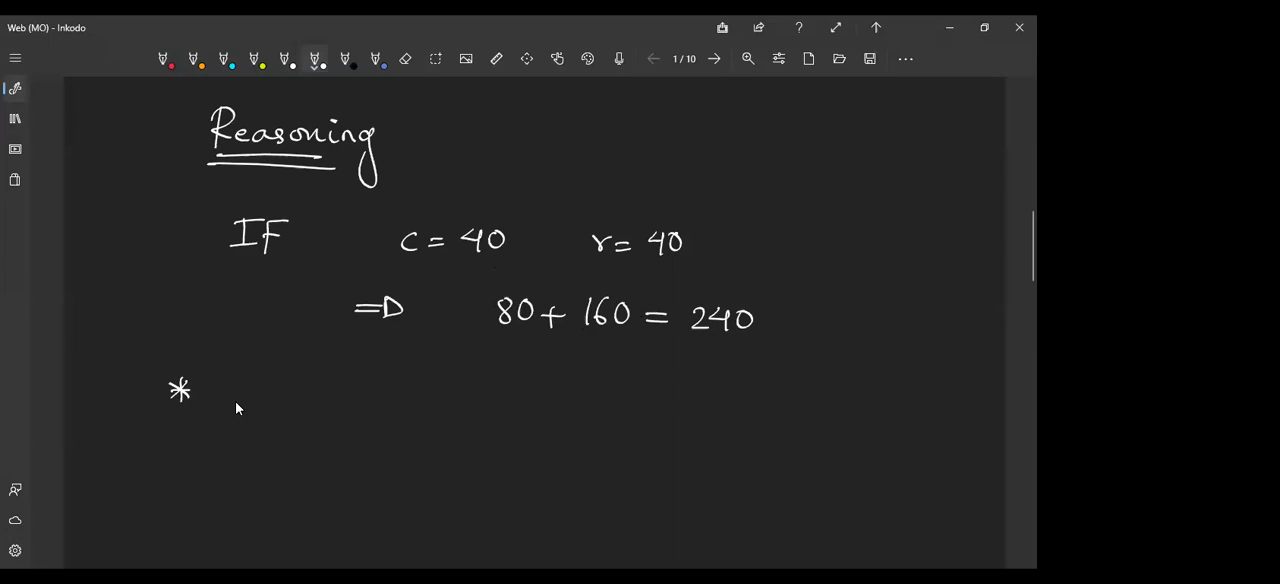 Web (MO) - Inkodo
1 / 10
Reasoning
IF c = 40 r = 40
⇒ 80 + 160 = 240
*